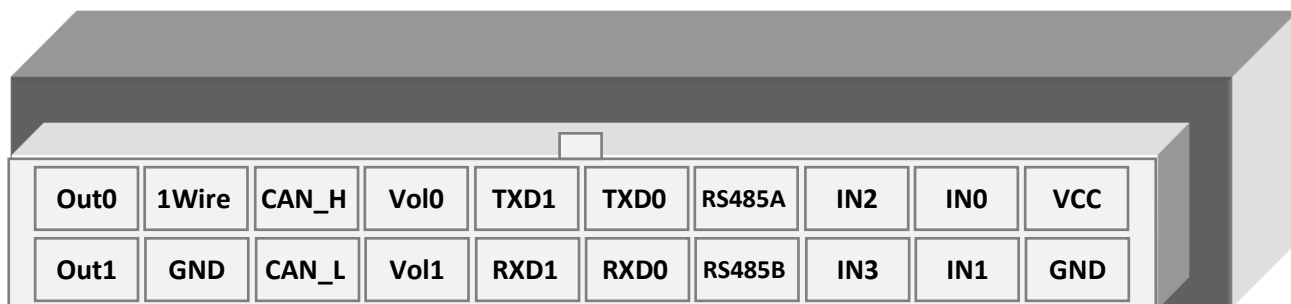 Out0 1Wire CAN_H Vol0 TXD1 TXD0 RS485A IN2 IN0 VCC
Out1 GND CAN_L Vol1 RXD1 RXD0 RS485B IN3 IN1 GND